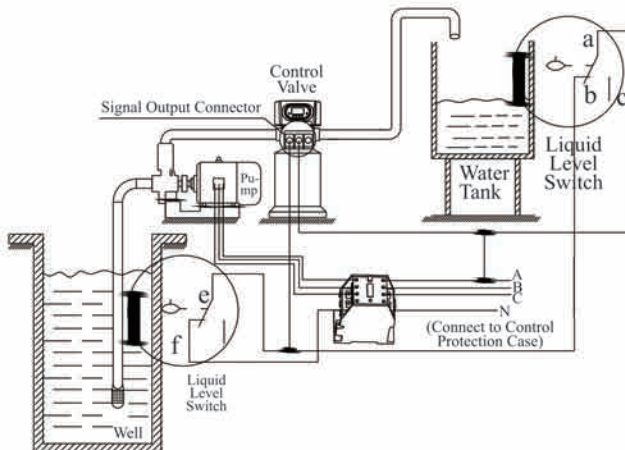 Control
Valve
Signal Output Connector
a
b
c
Liquid
Level
Switch
Water
Tank
Pu-
mp
A
B
C
N
(Connect to Control
Protection Case)
e
f
Liquid
Level
Switch
Well